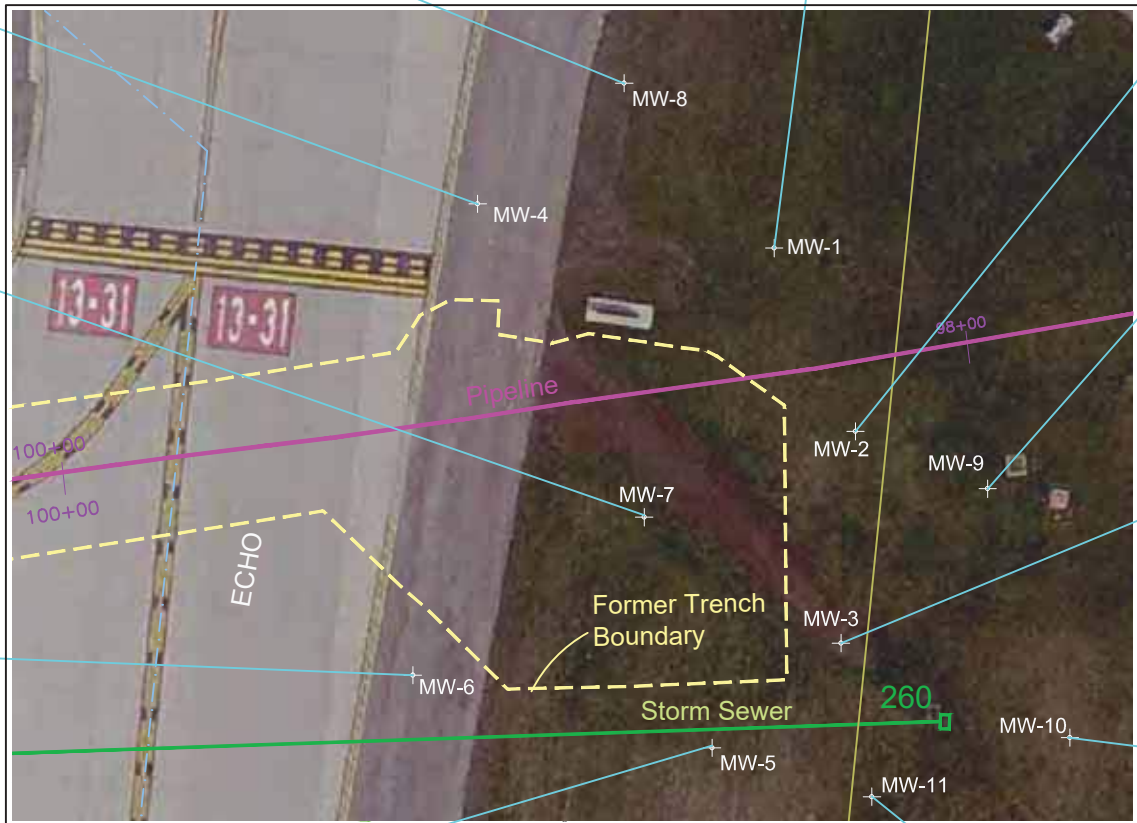 MW-8
MW-4
MW-1
13-31
13-31
98+00
Pipeline
100+00
100+00
MW-2
MW-9
MW-7
ECHO
Former Trench
Boundary
MW-3
MW-6
260
Storm Sewer
MW-10
MW-5
MW-11